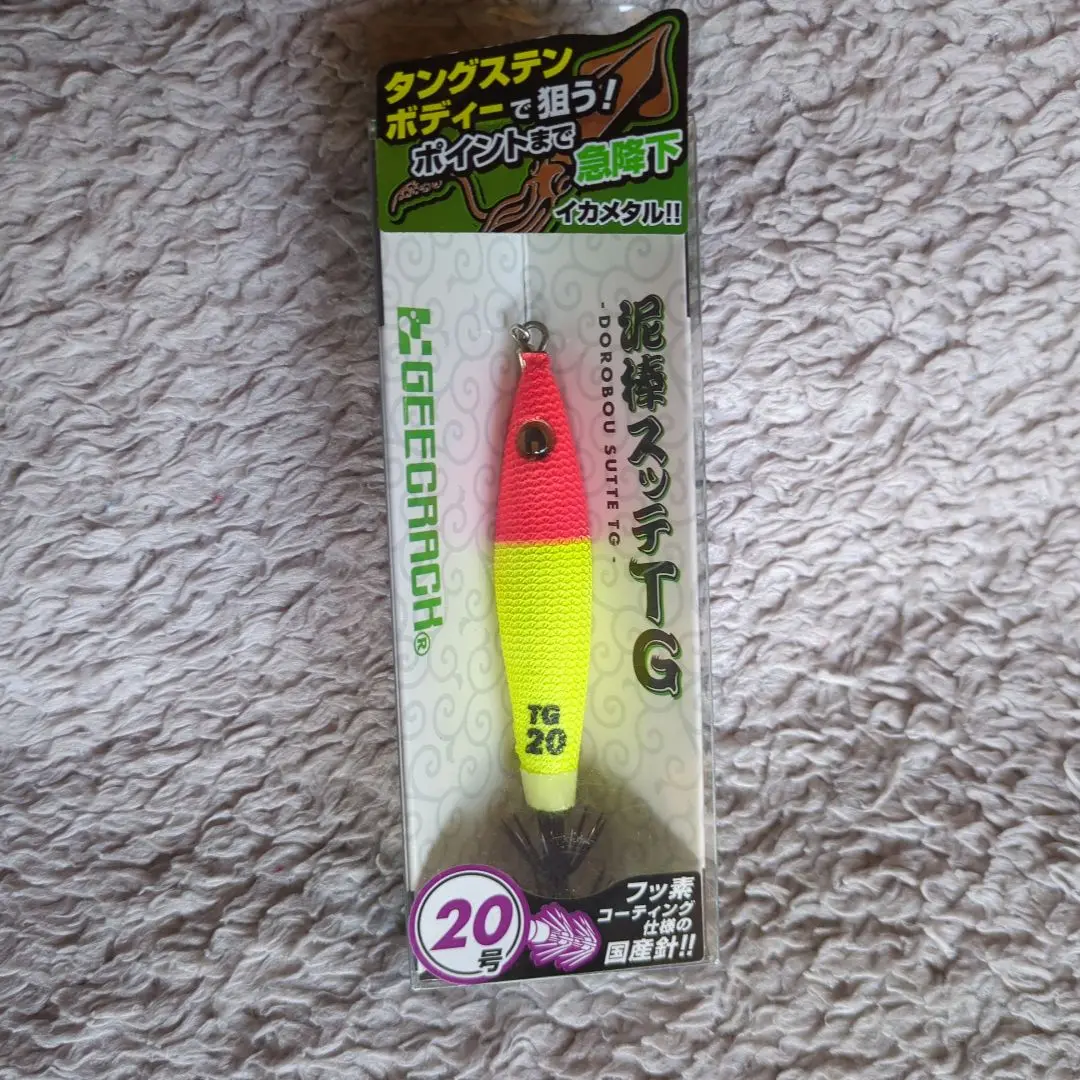 タングステン
ボディーで狙う!
ポイントまで
急降下
イカメタル!!
GEECRACK®
泥棒スッテTG
-DOROBOU SUTTE TG-
TG
20
20
号
フッ素
コーティング
仕様の
国産針!!